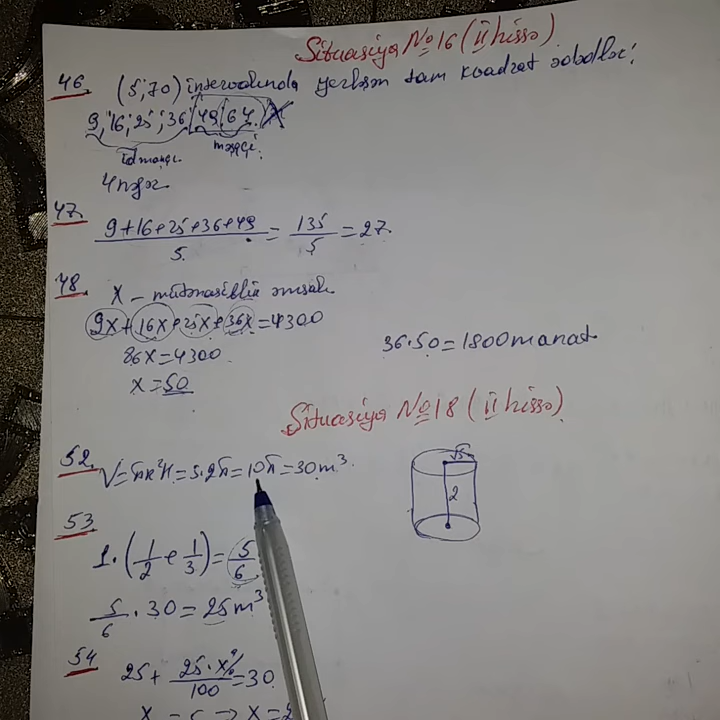 Situasiya №16 (II hissə)
46. (5;70) intervalında yerləşən tam kvadrat ədədlər:
9, 16; 25; 36; 49; 64.
4 nəfər
47. (9+16+25+36+49)/5 = 135/5 = 27.
48. X – mütənasiblik əmsalı
9x+16x+25x+36x=4300
86x=4300
x=50
36·50=1800 manat
Situasiya №18 (II hissə)
52. V=πR²H=5·2π=10π=30m³.
√5
2
53
1·(1/2+1/3)=5/6
5/6·30=25m³
54
25+25·x%/100=30